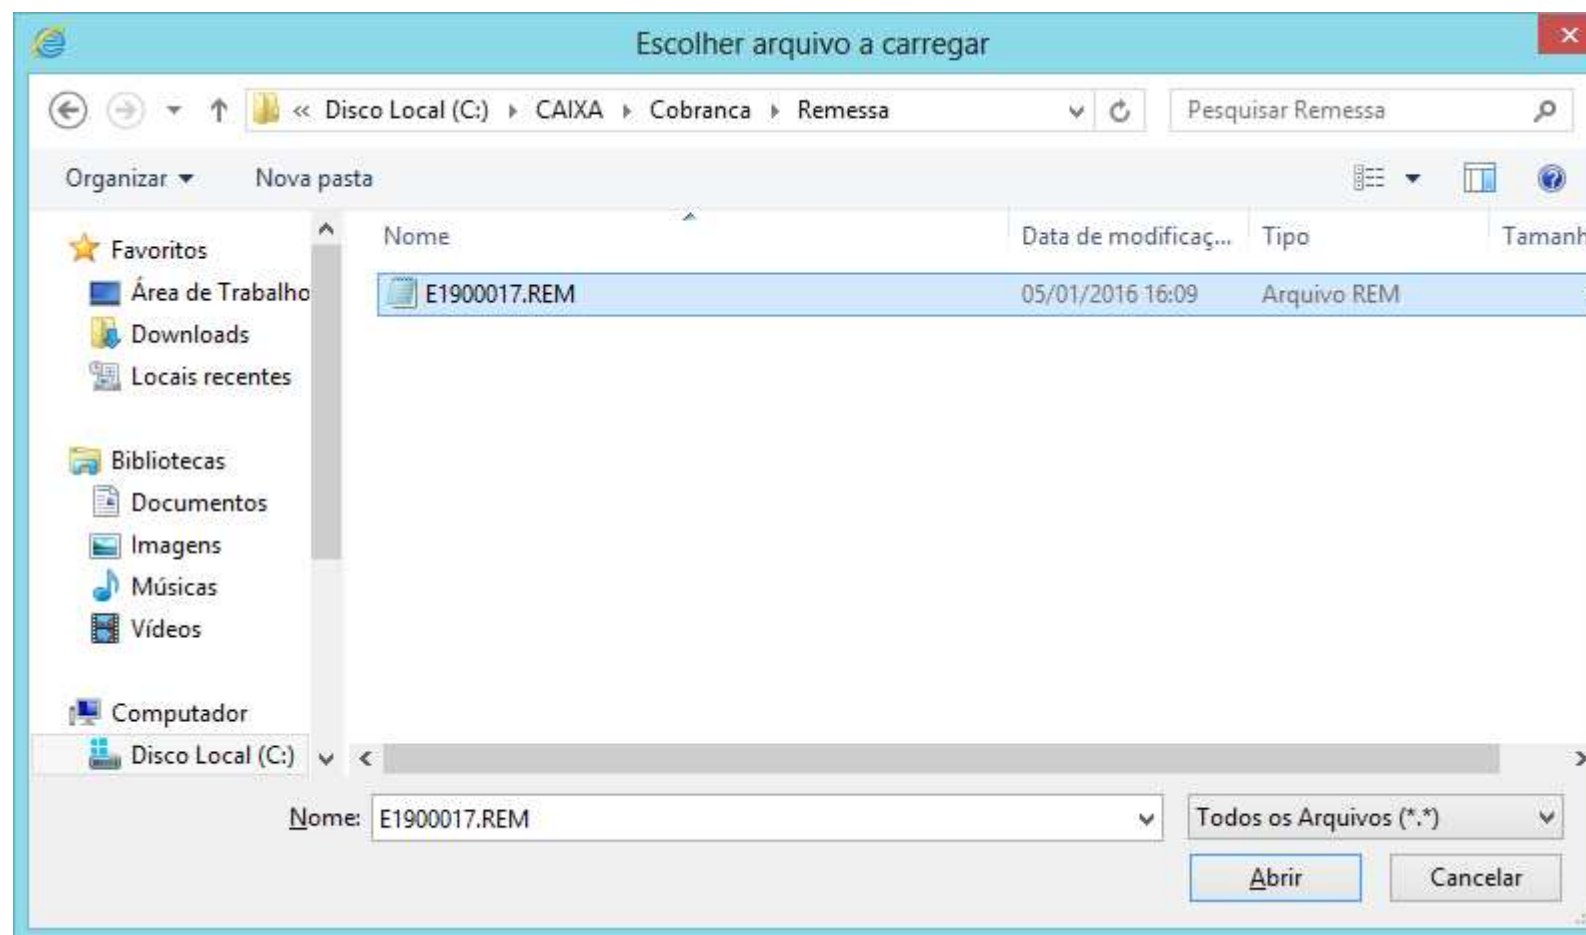 Escolher arquivo a carregar
« Disco Local (C:) CAIXA Cobranca Remessa
Pesquisar Remessa
Organizar Nova pasta
Nome Data de modificaç... Tipo Tamanh
E1900017.REM 05/01/2016 16:09 Arquivo REM
Favoritos
Área de Trabalho
Downloads
Locais recentes
Bibliotecas
Documentos
Imagens
Músicas
Vídeos
Computador
Disco Local (C:)
Nome: E1900017.REM Todos os Arquivos (*.*)
Abrir Cancelar